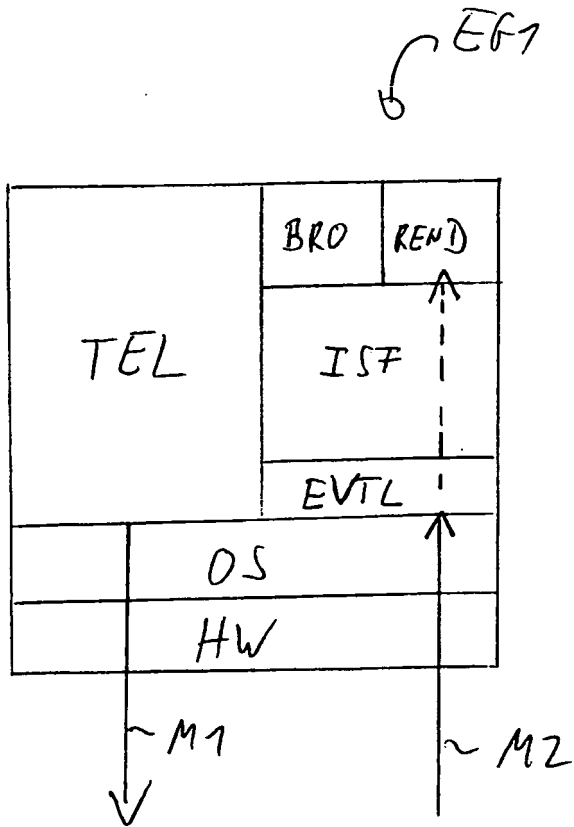 EG1
BRO REND
TEL
ISF
EVTL
OS
HW
M1
M2